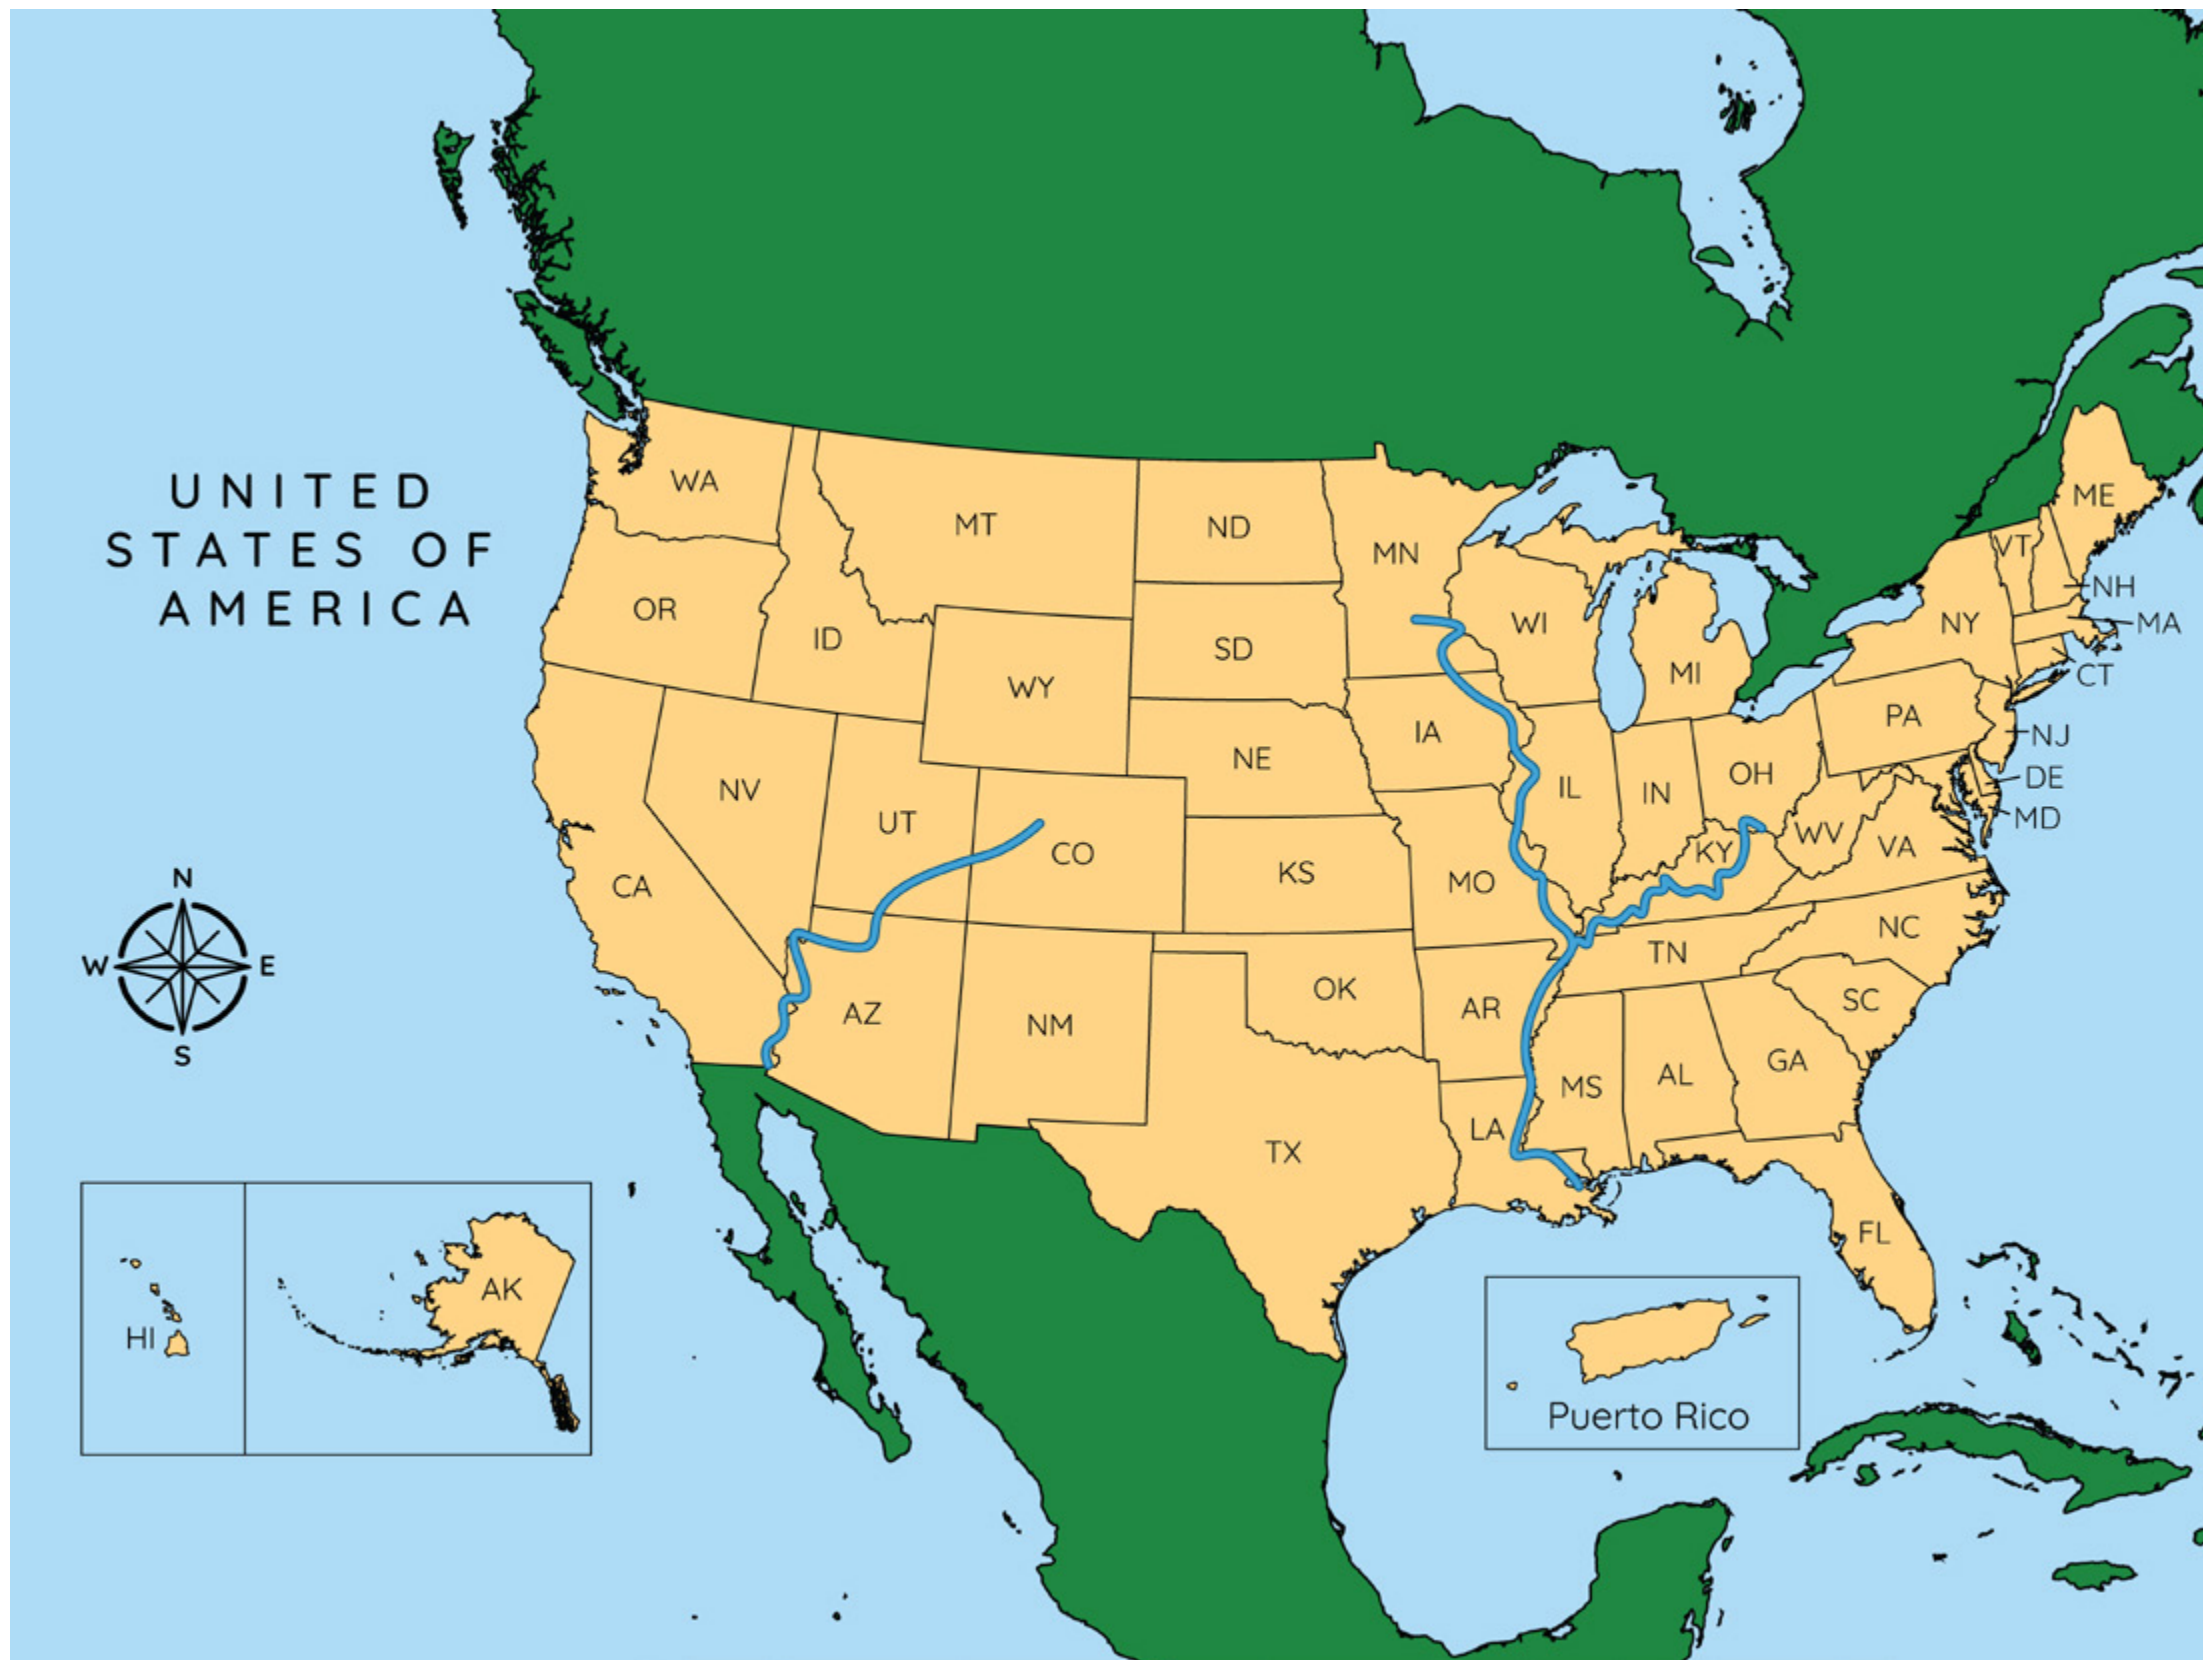 UNITED
STATES OF
AMERICA
N
W
E
S
WA
MT
ND
MN
ME
VT
NH
MA
NY
CT
OR
ID
SD
WI
MI
WY
PA
NJ
IA
NE
OH
DE
NV
IL
IN
MD
UT
WV
VA
CO
KY
CA
KS
MO
NC
TN
OK
AR
SC
AZ
NM
GA
MS
AL
LA
TX
FL
AK
HI
Puerto Rico